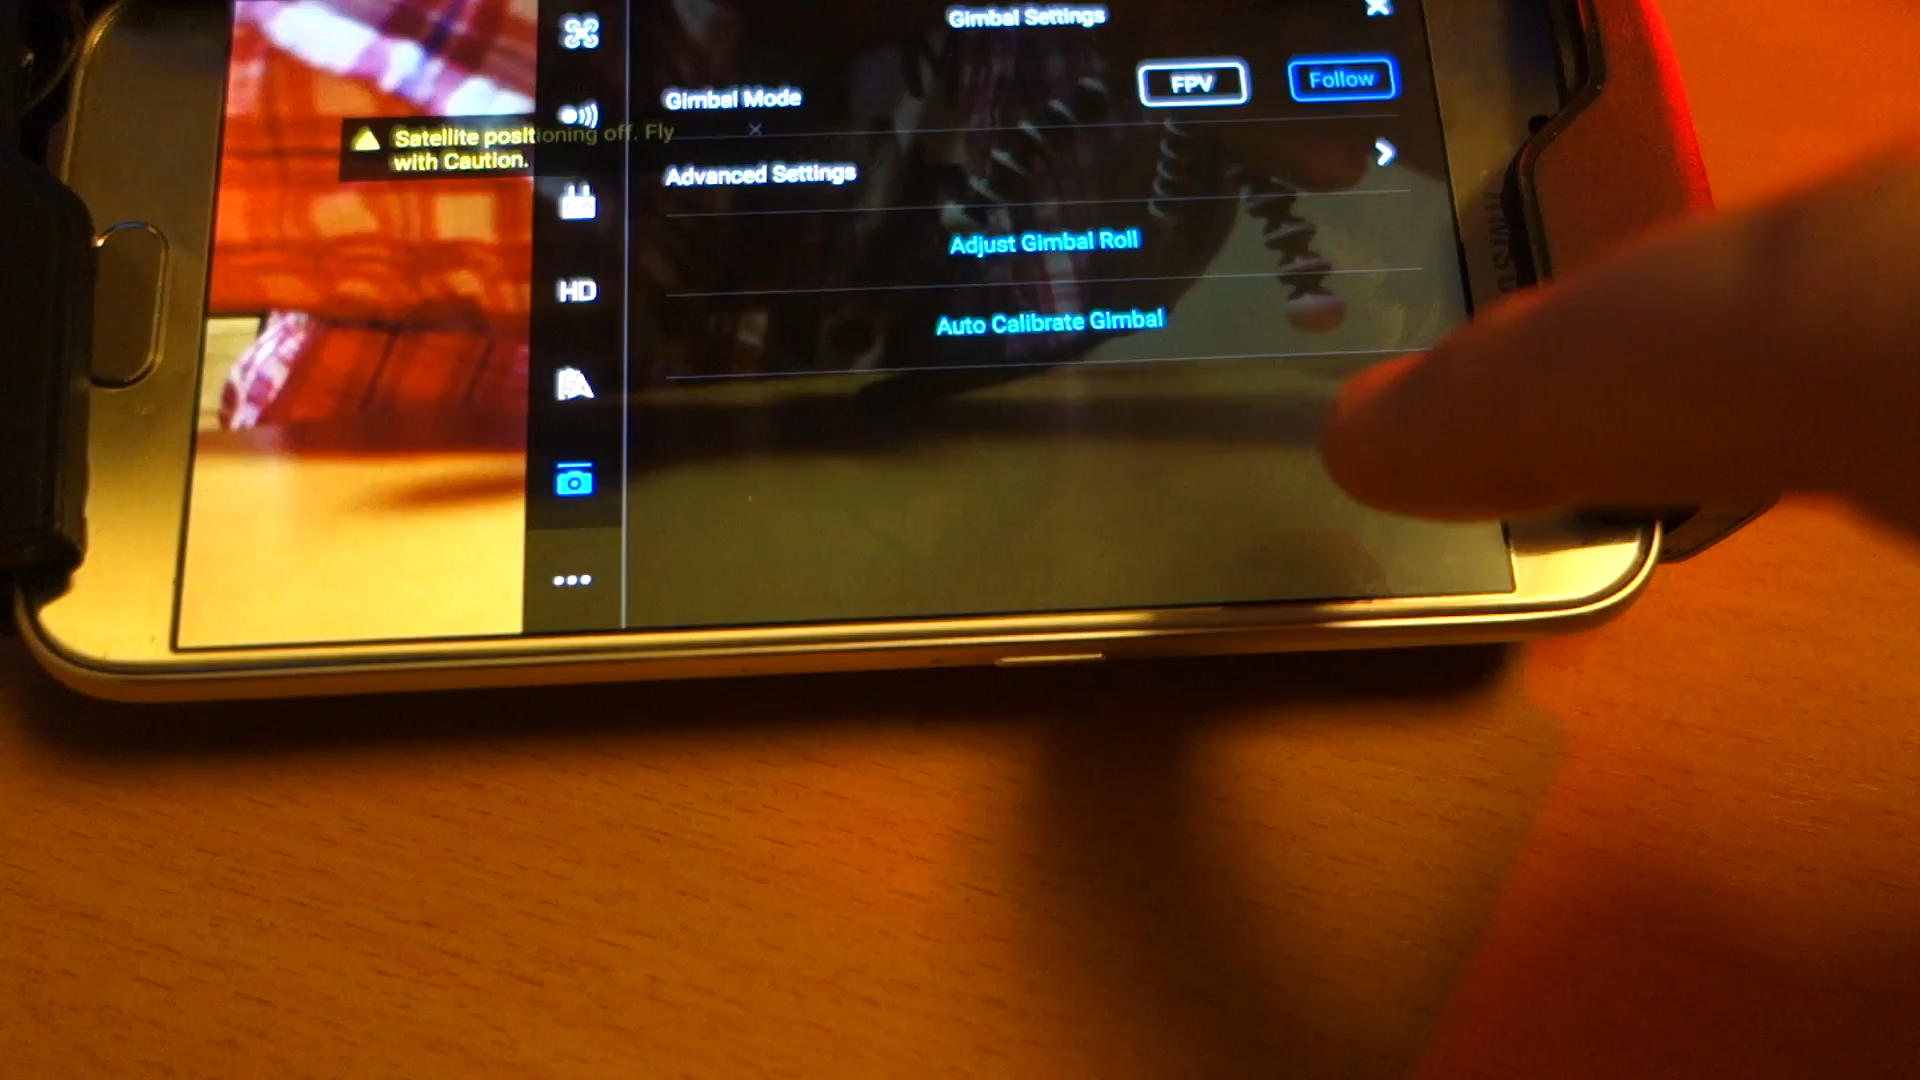 Gimbal Settings
Gimbal Mode
FPV
Follow
Satellite positioning off. Fly
with Caution.
Advanced Settings
Adjust Gimbal Roll
HD
Auto Calibrate Gimbal